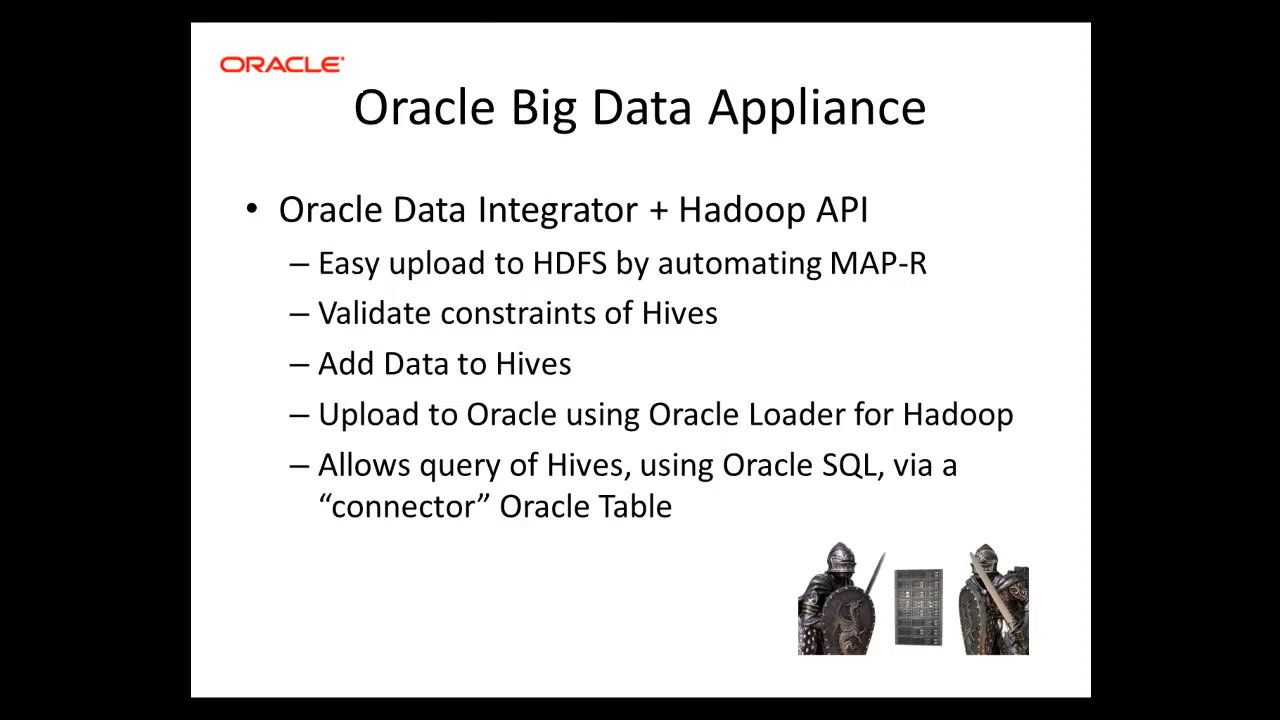 ORACLE
Oracle Big Data Appliance
• Oracle Data Integrator + Hadoop API
– Easy upload to HDFS by automating MAP-R
– Validate constraints of Hives
– Add Data to Hives
– Upload to Oracle using Oracle Loader for Hadoop
– Allows query of Hives, using Oracle SQL, via a
“connector” Oracle Table